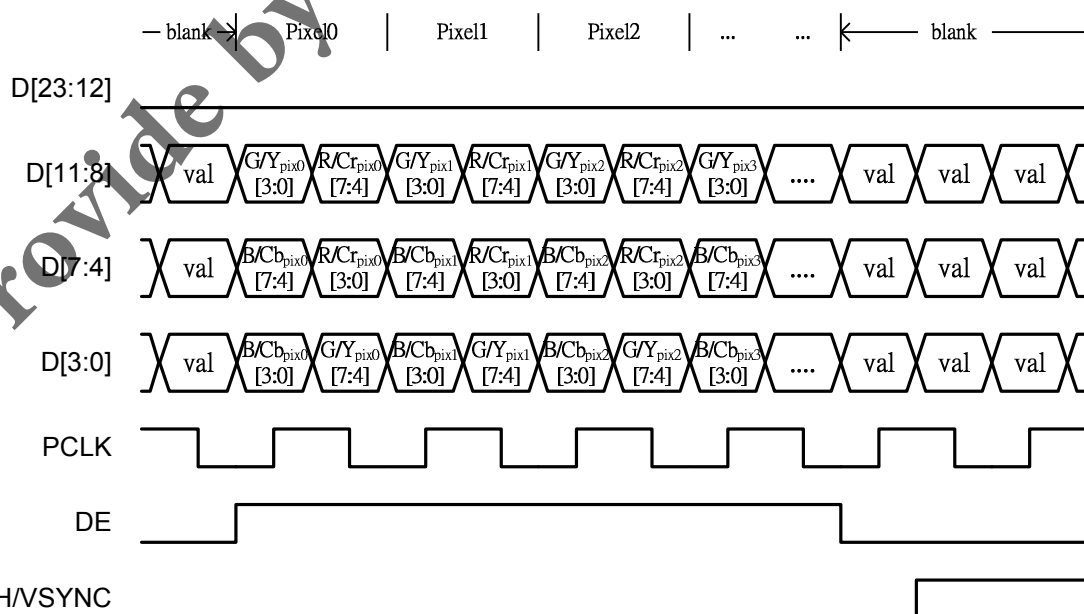 blank Pixel0 Pixel1 Pixel2 ... ... blank
D[23:12]
D[11:8] val G/Ypix0 [3:0] R/Crpix0 [7:4] G/Ypix1 [3:0] R/Crpix1 [7:4] G/Ypix2 [3:0] R/Crpix2 [7:4] G/Ypix3 [3:0] .... val val val
D[7:4] val B/Cbpix0 [7:4] R/Crpix0 [3:0] B/Cbpix1 [7:4] R/Crpix1 [3:0] B/Cbpix2 [7:4] R/Crpix2 [3:0] B/Cbpix3 [7:4] .... val val val
D[3:0] val B/Cbpix0 [3:0] G/Ypix0 [7:4] B/Cbpix1 [3:0] G/Ypix1 [7:4] B/Cbpix2 [3:0] G/Ypix2 [7:4] B/Cbpix3 [3:0] .... val val val
PCLK
DE
H/VSYNC
rovide by